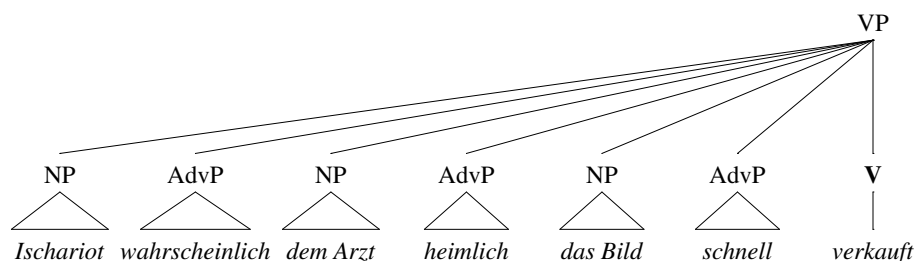 VP
NP AdvP NP AdvP NP AdvP V
Ischariot wahrscheinlich dem Arzt heimlich das Bild schnell verkauft